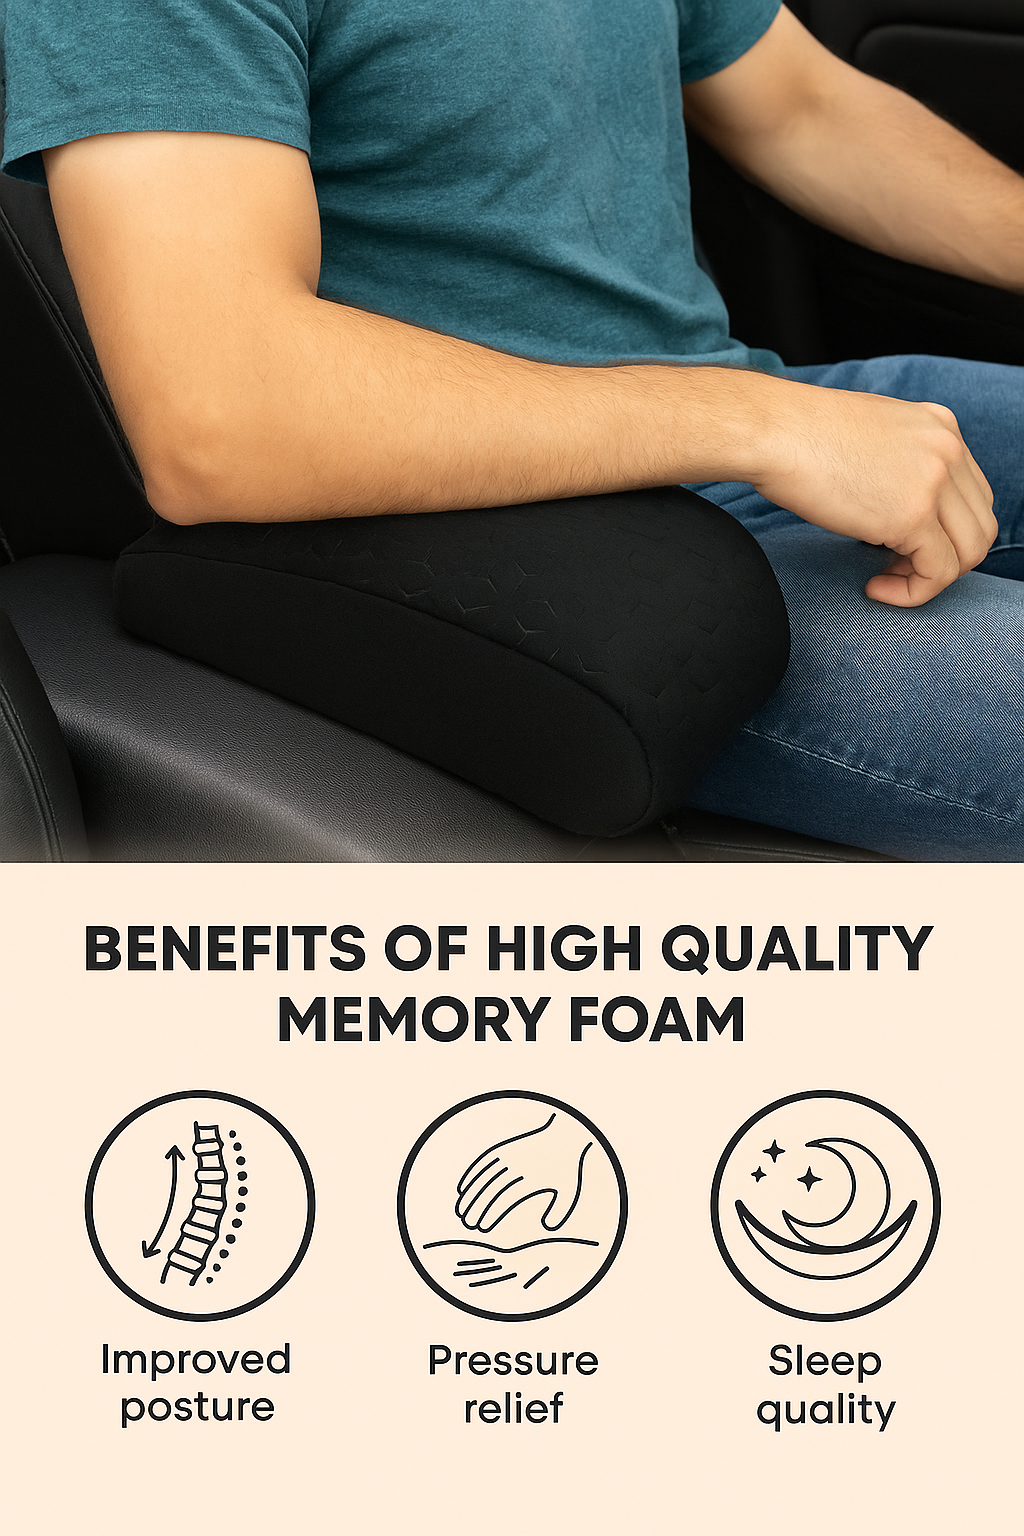 BENEFITS OF HIGH QUALITY
MEMORY FOAM
Improved
posture
Pressure
relief
Sleep
quality